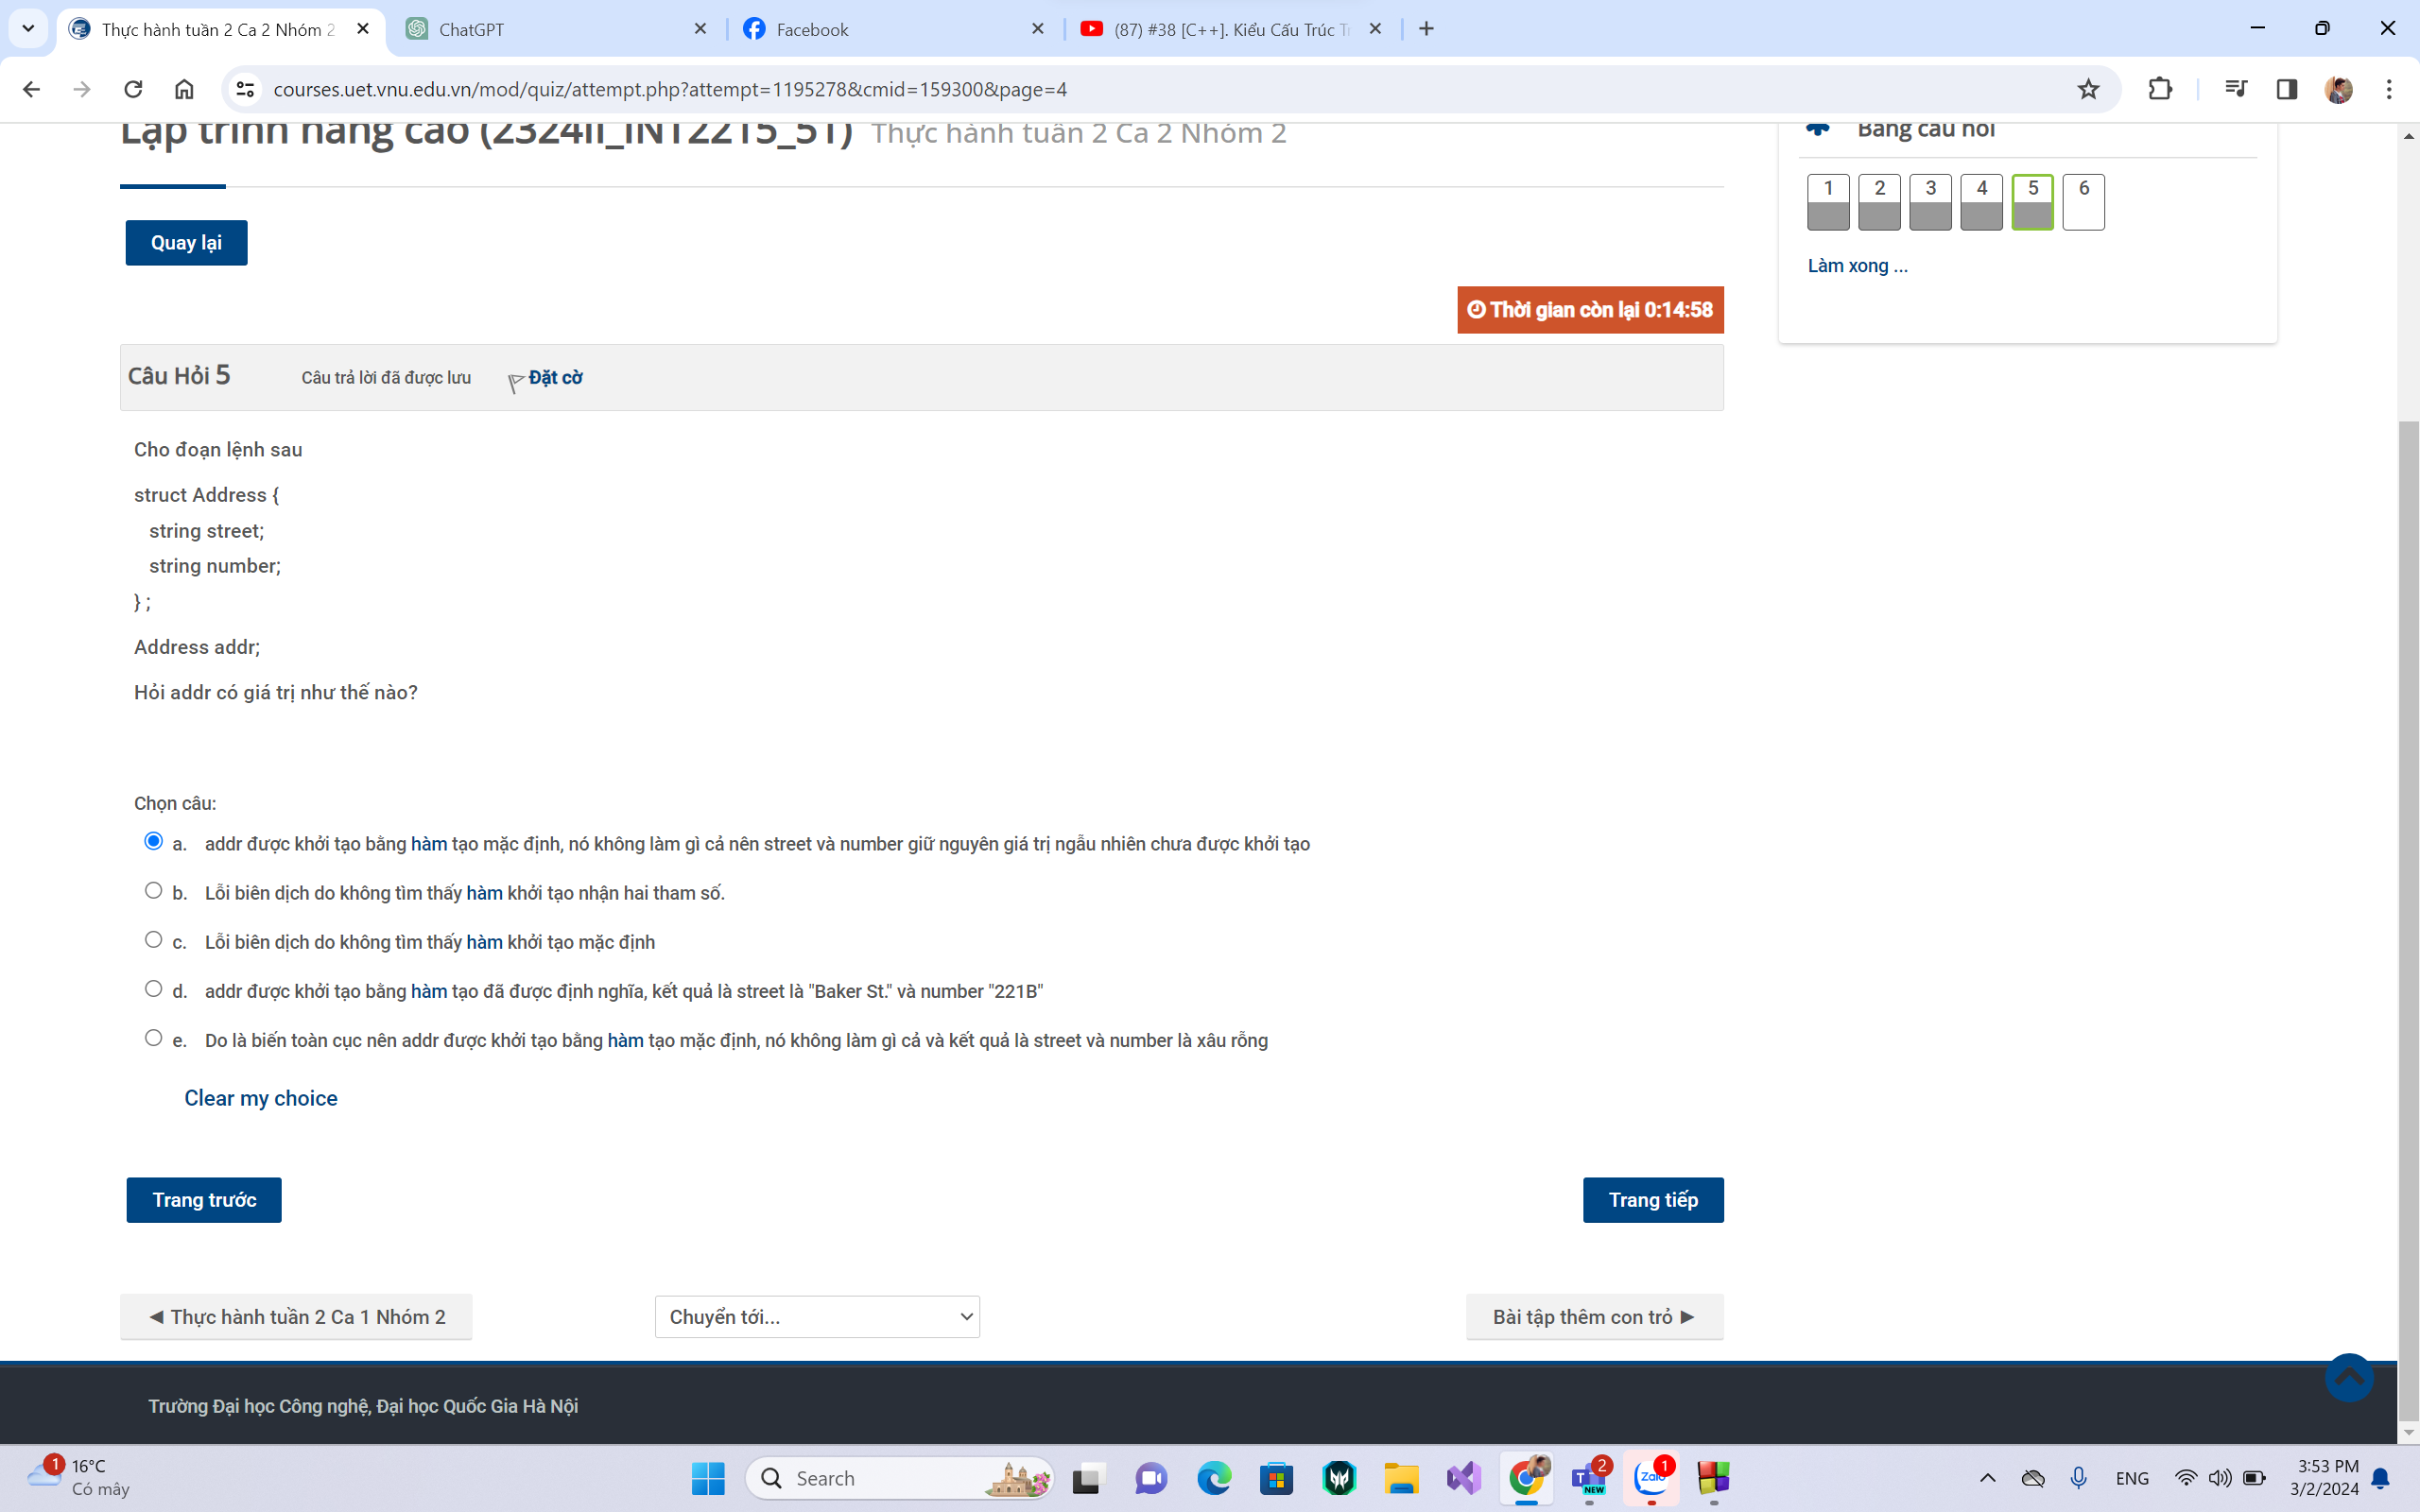 Thực hành tuần 2 Ca 2 Nhóm 2
ChatGPT
Facebook
(87) #38 [C++]. Kiểu Cấu Trúc Tr
courses.uet.vnu.edu.vn/mod/quiz/attempt.php?attempt=1195278&cmid=159300&page=4
Lập trình nâng cao (2324II_INT2215_51) Thực hành tuần 2 Ca 2 Nhóm 2
Bảng câu hỏi
1 2 3 4 5 6
Làm xong ...
Quay lại
Thời gian còn lại 0:14:58
Câu Hỏi 5 Câu trả lời đã được lưu Đặt cờ
Cho đoạn lệnh sau
struct Address {
string street;
string number;
} ;
Address addr;
Hỏi addr có giá trị như thế nào?
Chọn câu:
a. addr được khởi tạo bằng hàm tạo mặc định, nó không làm gì cả nên street và number giữ nguyên giá trị ngẫu nhiên chưa được khởi tạo
b. Lỗi biên dịch do không tìm thấy hàm khởi tạo nhận hai tham số.
c. Lỗi biên dịch do không tìm thấy hàm khởi tạo mặc định
d. addr được khởi tạo bằng hàm tạo đã được định nghĩa, kết quả là street là "Baker St." và number "221B"
e. Do là biến toàn cục nên addr được khởi tạo bằng hàm tạo mặc định, nó không làm gì cả và kết quả là street và number là xâu rỗng
Clear my choice
Trang trước
Trang tiếp
◄ Thực hành tuần 2 Ca 1 Nhóm 2
Chuyển tới...
Bài tập thêm con trỏ ►
Trường Đại học Công nghệ, Đại học Quốc Gia Hà Nội
1
16°C
Có mây
Search
2
NEW
Zalo
1
ENG
3:53 PM
3/2/2024